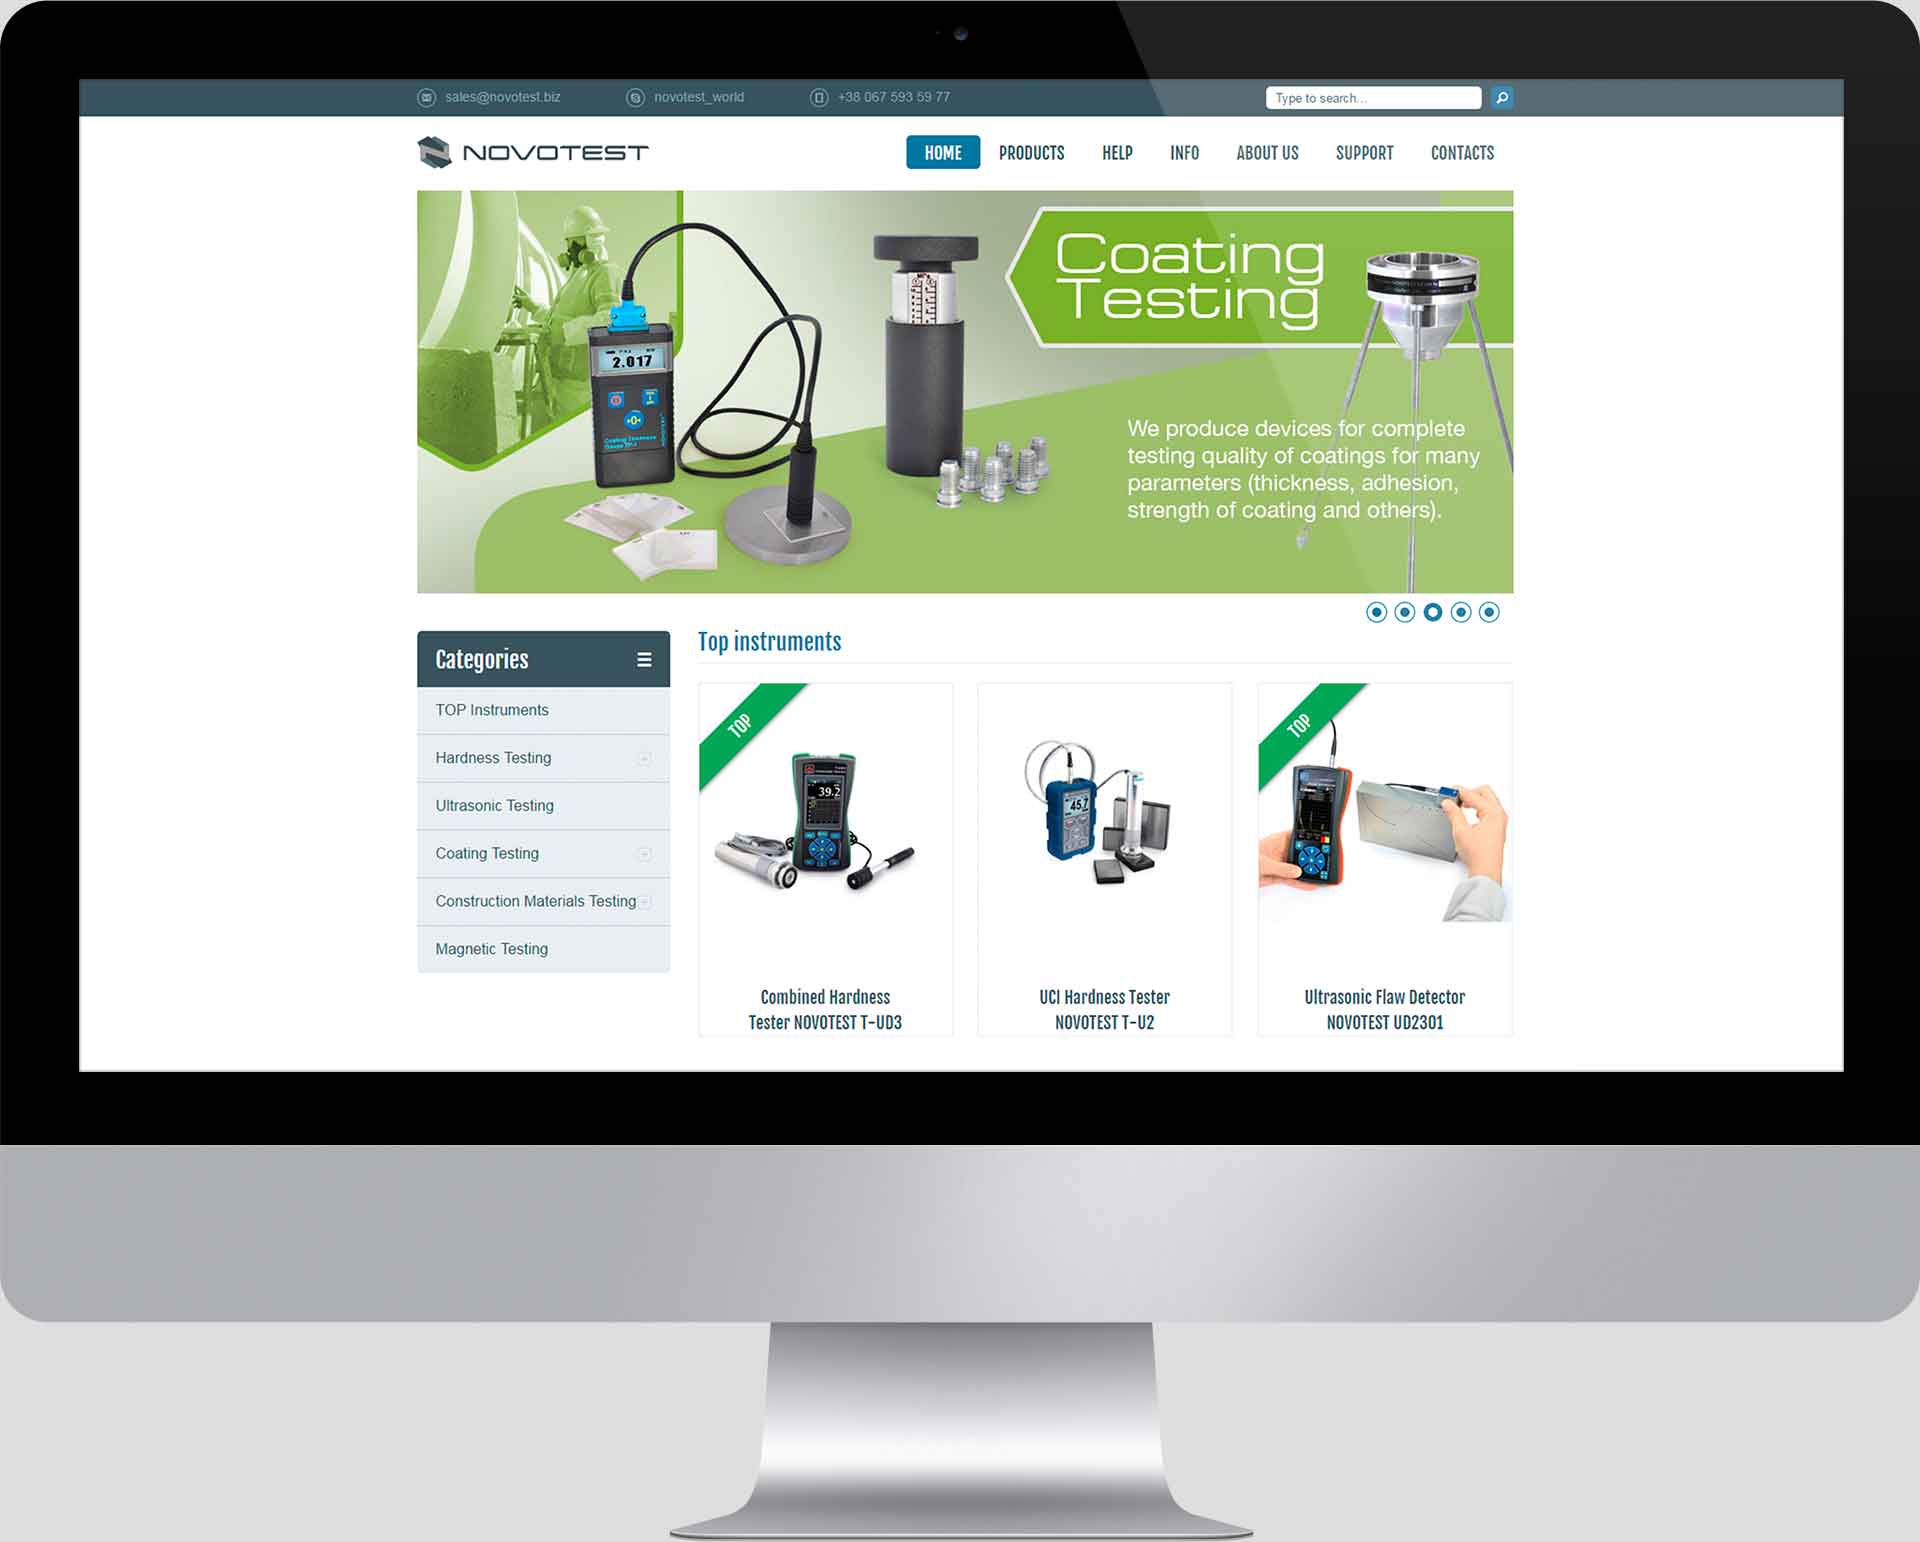 sales@novotest.biz
novotest_world
+38 067 593 59 77
Type to search...
NOVOTEST
HOME
PRODUCTS
HELP
INFO
ABOUT US
SUPPORT
CONTACTS
Coating
Testing
2.017
Coating Thickness
NOVOTEST
We produce devices for complete
testing quality of coatings for many
parameters (thickness, adhesion,
strength of coating and others).
Categories
TOP Instruments
Hardness Testing
Ultrasonic Testing
Coating Testing
Construction Materials Testing
Magnetic Testing
Top instruments
TOP
39.2
Combined Hardness
Tester NOVOTEST T-UD3
45.7
UCI Hardness Tester
NOVOTEST T-U2
TOP
Ultrasonic Flaw Detector
NOVOTEST UD2301